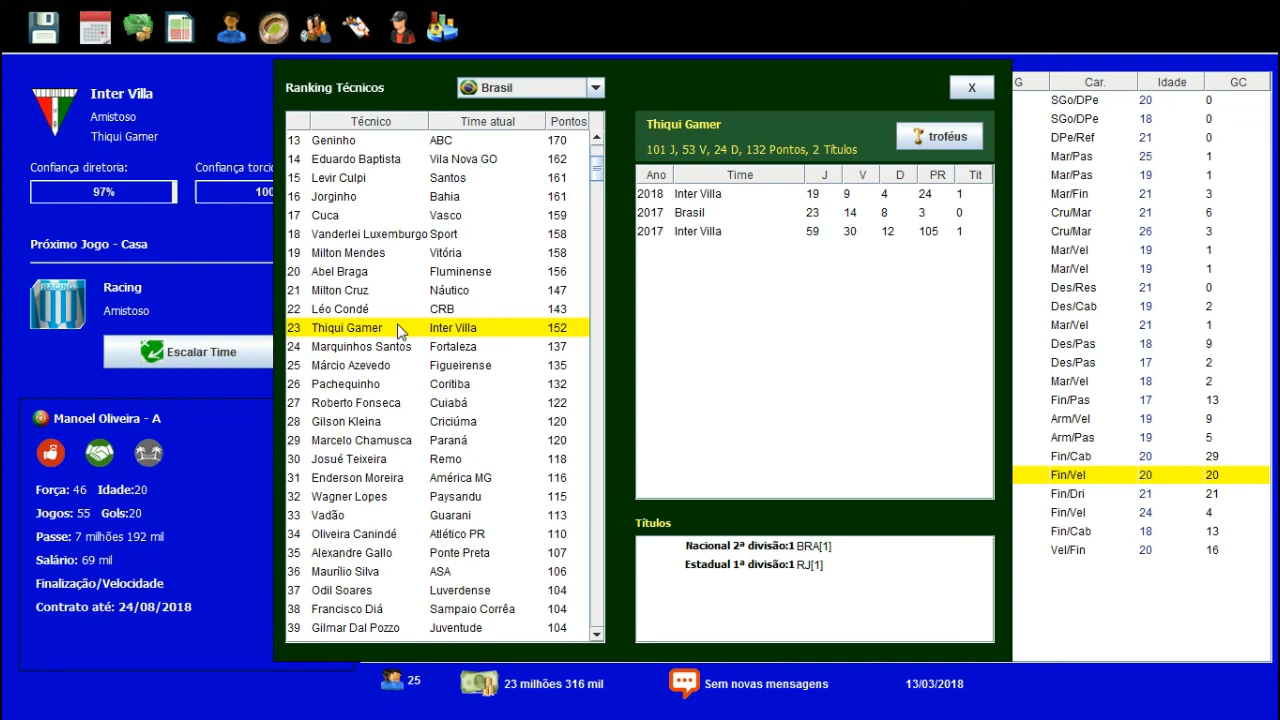 Inter Villa
Amistoso
Thiqui Gamer
Confiança diretoria:
Confiança torcid
97%
100
Próximo Jogo - Casa
RACING
Racing
Amistoso
Escalar Time
Manoel Oliveira - A
Força: 46 Idade:20
Jogos: 55 Gols:20
Passe: 7 milhões 192 mil
Salário: 69 mil
Finalização/Velocidade
Contrato até: 24/08/2018
Ranking Técnicos
Brasil
X
Técnico Time atual Pontos
13 Geninho ABC 170
14 Eduardo Baptista Vila Nova GO 162
15 Levir Culpi Santos 161
16 Jorginho Bahia 161
17 Cuca Vasco 159
18 Vanderlei Luxemburgo Sport 158
19 Milton Mendes Vitória 158
20 Abel Braga Fluminense 156
21 Milton Cruz Náutico 147
22 Léo Condé CRB 143
23 Thiqui Gamer Inter Villa 152
24 Marquinhos Santos Fortaleza 137
25 Márcio Azevedo Figueirense 135
26 Pachequinho Coritiba 132
27 Roberto Fonseca Cuiabá 122
28 Gilson Kleina Criciúma 120
29 Marcelo Chamusca Paraná 120
30 Josué Teixeira Remo 118
31 Enderson Moreira América MG 116
32 Wagner Lopes Paysandu 115
33 Vadão Guarani 113
34 Oliveira Canindé Atlético PR 110
35 Alexandre Gallo Ponte Preta 107
36 Maurílio Silva ASA 106
37 Odil Soares Luverdense 104
38 Francisco Diá Sampaio Corrêa 104
39 Gilmar Dal Pozzo Juventude 104
Thiqui Gamer
101 J, 53 V, 24 D, 132 Pontos, 2 Títulos
troféus
Ano Time J V D PR Tit
2018 Inter Villa 19 9 4 24 1
2017 Brasil 23 14 8 3 0
2017 Inter Villa 59 30 12 105 1
Títulos
Nacional 2ª divisão:1 BRA[1]
Estadual 1ª divisão:1 RJ[1]
G Car. Idade GC
SGo/DPe 20 0
SGo/DPe 18 0
DPe/Ref 21 0
Mar/Pas 25 1
Mar/Pas 19 1
Mar/Fin 21 3
Cru/Mar 21 6
Cru/Mar 26 3
Mar/Vel 19 1
Mar/Vel 19 1
Des/Res 21 0
Des/Cab 19 2
Mar/Vel 21 1
Des/Pas 18 9
Des/Pas 17 2
Mar/Vel 18 2
Fin/Pas 17 13
Arm/Vel 19 9
Arm/Pas 19 5
Fin/Cab 20 29
Fin/Vel 20 20
Fin/Dri 21 21
Fin/Vel 24 4
Fin/Cab 18 13
Vel/Fin 20 16
25
23 milhões 316 mil
Sem novas mensagens
13/03/2018